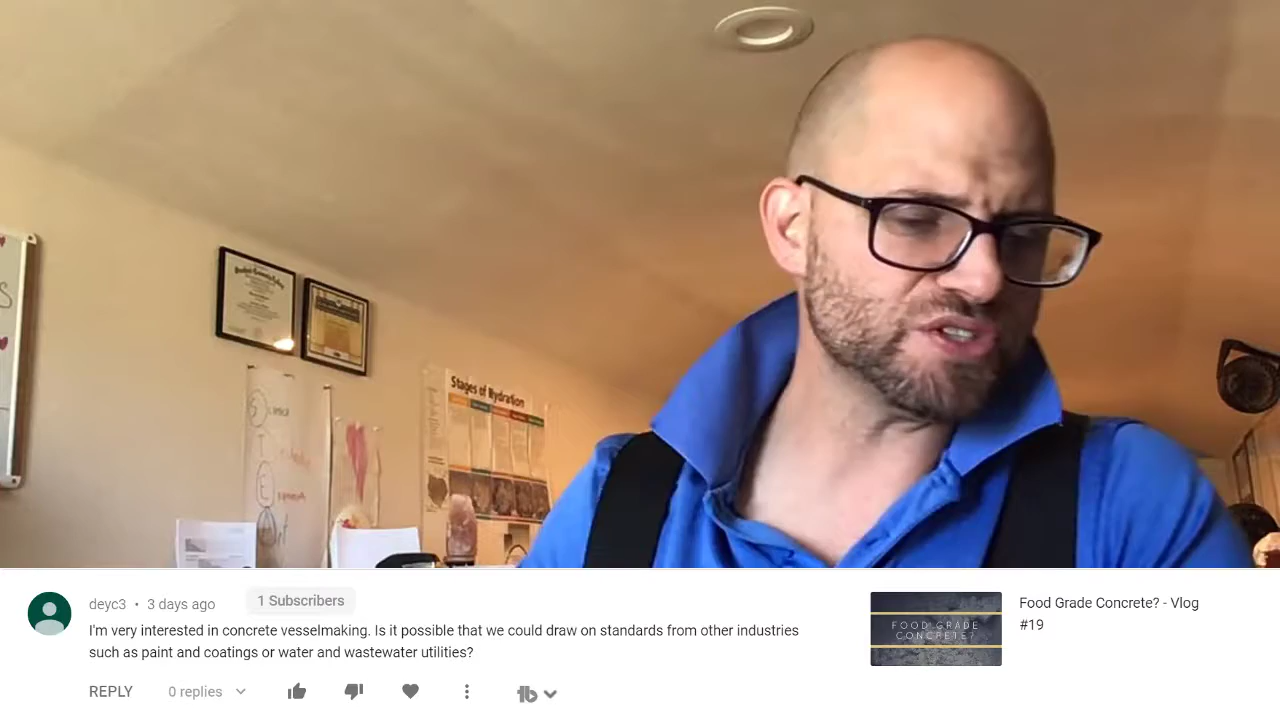 S
Stages of Hydration
deyc3 • 3 days ago
1 Subscribers
I'm very interested in concrete vesselmaking. Is it possible that we could draw on standards from other industries
such as paint and coatings or water and wastewater utilities?
REPLY
0 replies
FOOD GRADE
CONCRETE?
Food Grade Concrete? - Vlog
#19